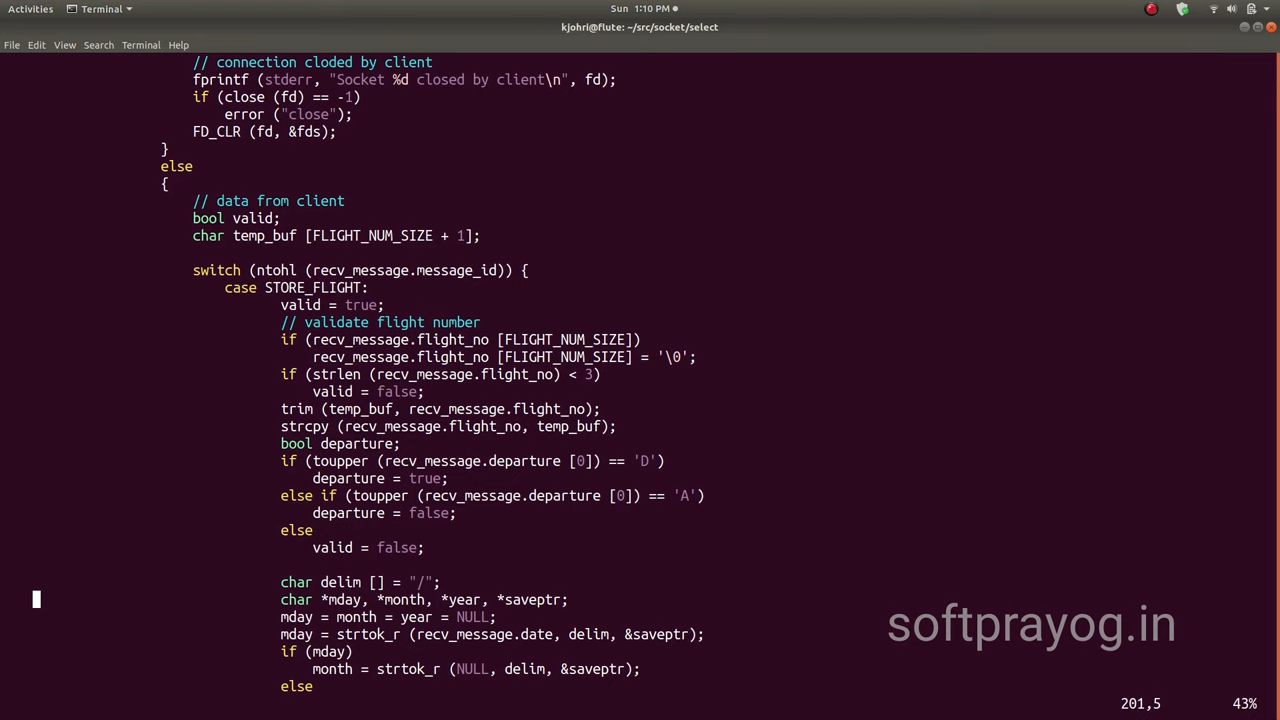 Activities Terminal Sun 1:10 PM
kjohri@flute: ~/src/socket/select
File Edit View Search Terminal Help
// connection cloded by client
fprintf (stderr, "Socket %d closed by client\n", fd);
if (close (fd) == -1)
error ("close");
FD_CLR (fd, &fds);
}
else
{
// data from client
bool valid;
char temp_buf [FLIGHT_NUM_SIZE + 1];
switch (ntohl (recv_message.message_id)) {
case STORE_FLIGHT:
valid = true;
// validate flight number
if (recv_message.flight_no [FLIGHT_NUM_SIZE])
recv_message.flight_no [FLIGHT_NUM_SIZE] = '\0';
if (strlen (recv_message.flight_no) < 3)
valid = false;
trim (temp_buf, recv_message.flight_no);
strcpy (recv_message.flight_no, temp_buf);
bool departure;
if (toupper (recv_message.departure [0]) == 'D')
departure = true;
else if (toupper (recv_message.departure [0]) == 'A')
departure = false;
else
valid = false;
char delim [] = "/";
char *mday, *month, *year, *saveptr;
mday = month = year = NULL;
mday = strtok_r (recv_message.date, delim, &saveptr);
if (mday)
month = strtok_r (NULL, delim, &saveptr);
else
softprayog.in
201,5 43%